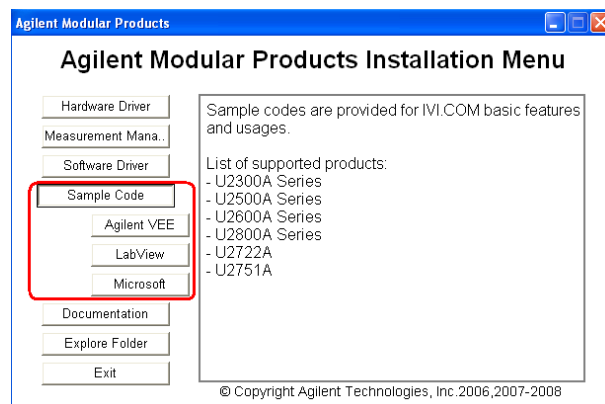 Agilent Modular Products
Agilent Modular Products Installation Menu
Hardware Driver
Measurement Mana..
Software Driver
Sample Code
Agilent VEE
LabView
Microsoft
Documentation
Explore Folder
Exit
Sample codes are provided for IVI.COM basic features
and usages.
List of supported products:
- U2300A Series
- U2500A Series
- U2600A Series
- U2800A Series
- U2722A
- U2751A
© Copyright Agilent Technologies, Inc.2006,2007-2008